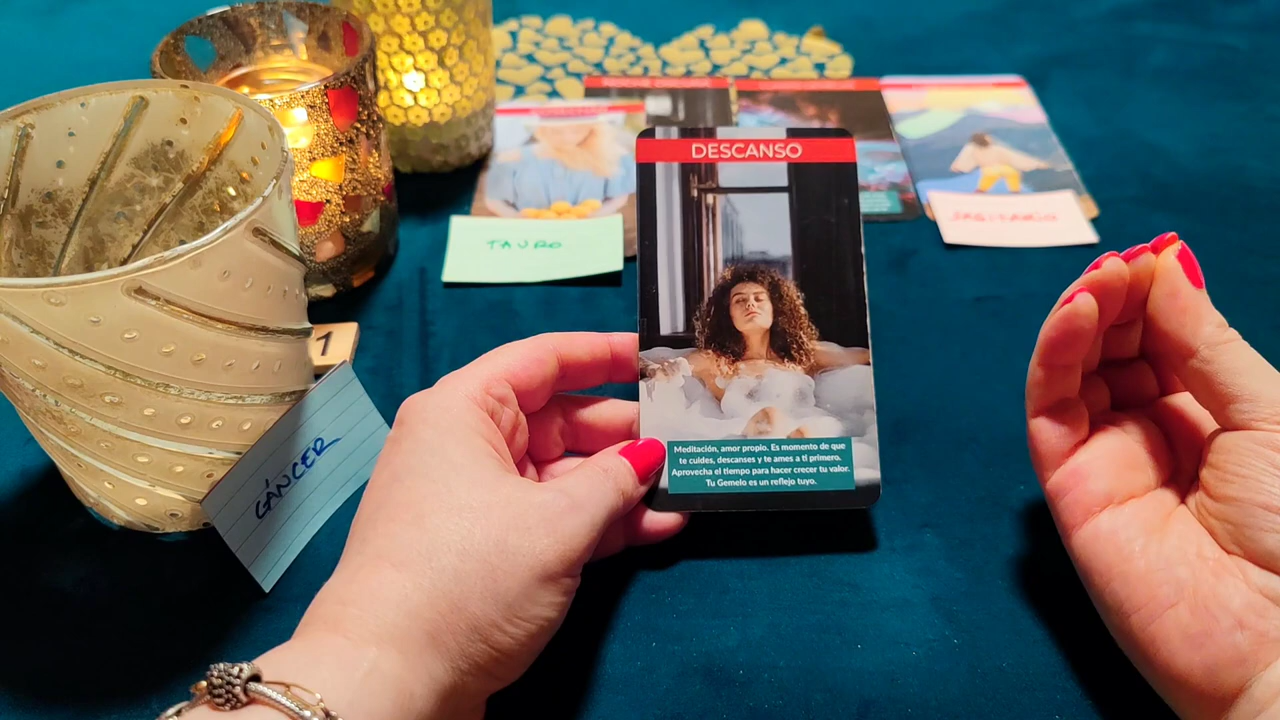 DESCANSO
TAURO
SAGITARIO
1
CÁNCER
Meditación, amor propio. Es momento de que
te cuides, descanses y te ames a ti primero.
Aprovecha el tiempo para hacer crecer tu valor.
Tu Gemelo es un reflejo tuyo.